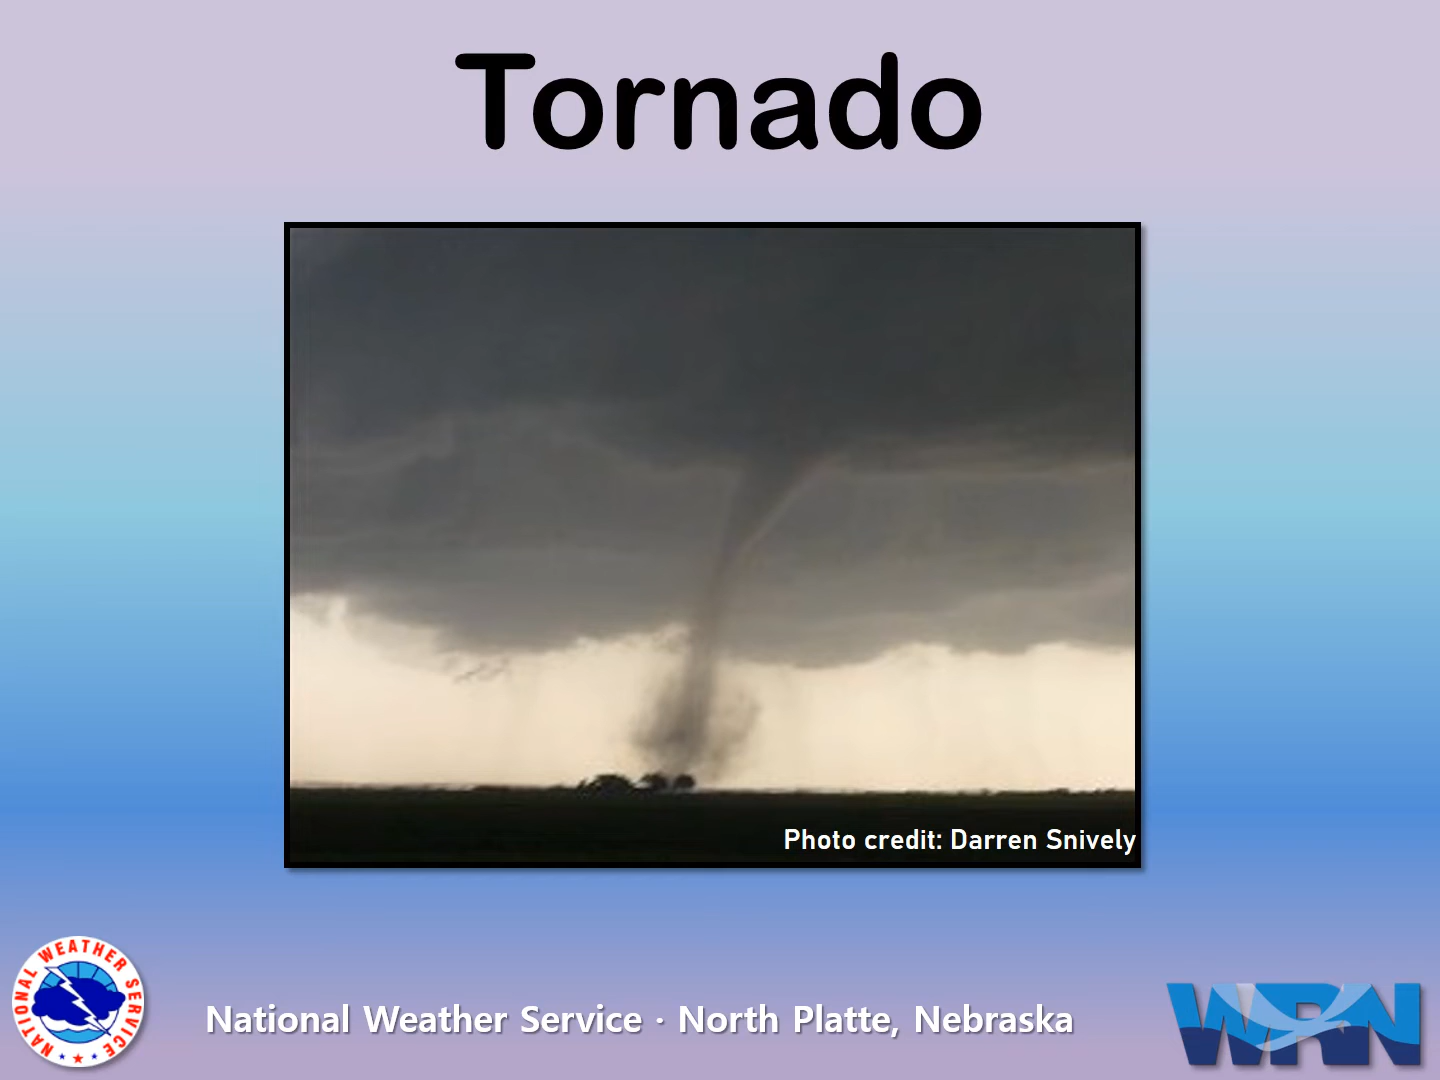 Tornado
Photo credit: Darren Snively
NATIONAL WEATHER SERVICE
National Weather Service · North Platte, Nebraska
WRN